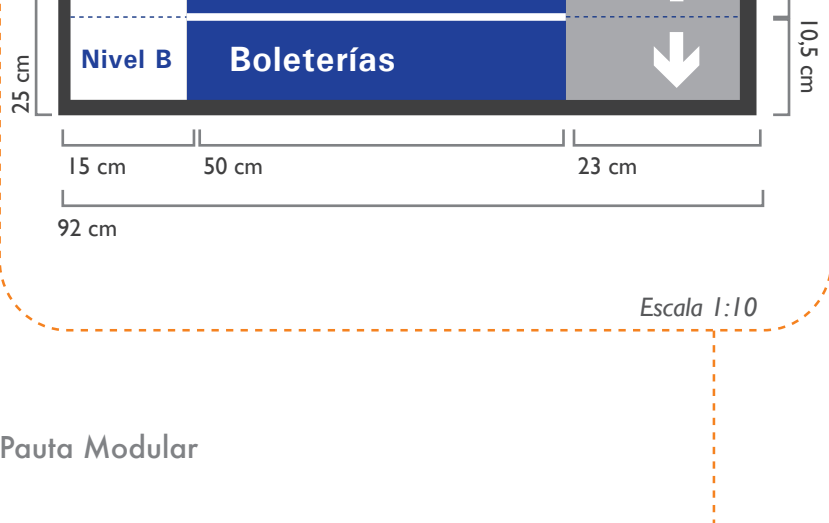 10,5 cm
25 cm
Nivel B
Boleterías
15 cm
50 cm
23 cm
92 cm
Escala 1:10
Pauta Modular